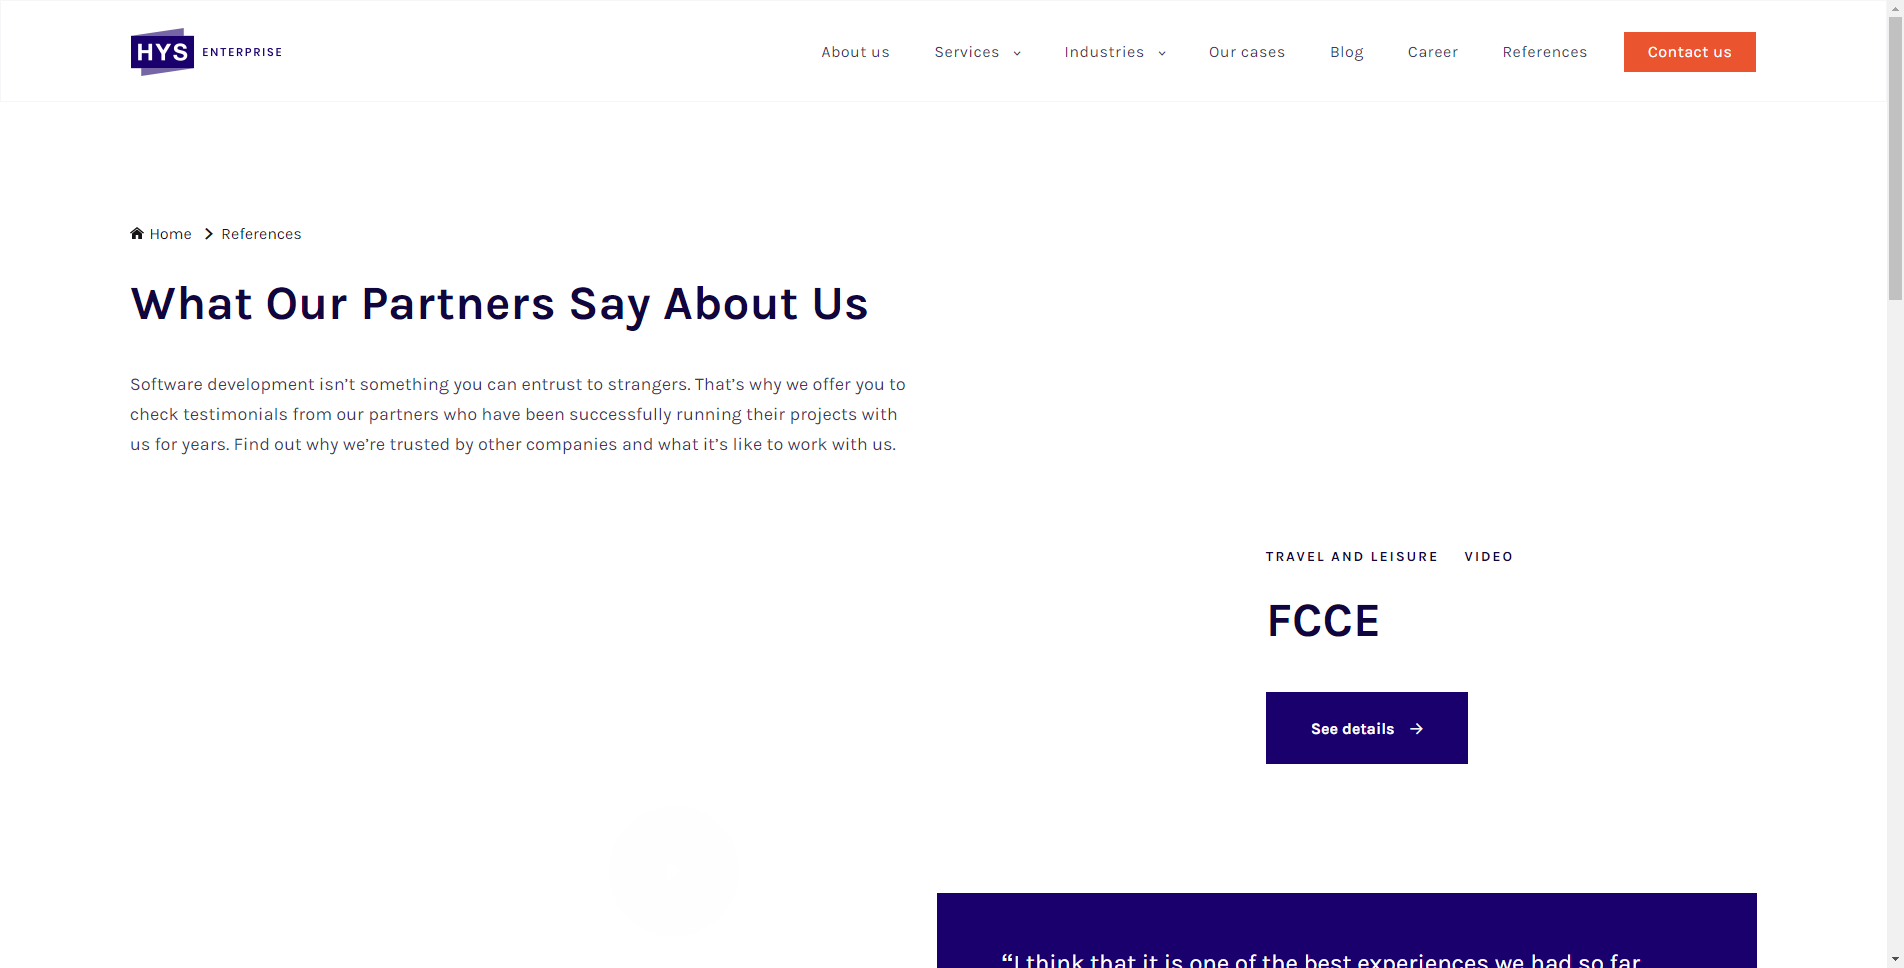 HYS ENTERPRISE
About us Services Industries Our cases Blog Career References Contact us
Home References
What Our Partners Say About Us
Software development isn’t something you can entrust to strangers. That’s why we offer you to
check testimonials from our partners who have been successfully running their projects with
us for years. Find out why we’re trusted by other companies and what it’s like to work with us.
TRAVEL AND LEISURE VIDEO
FCCE
See details
“I think that it is one of the best experiences we had so far